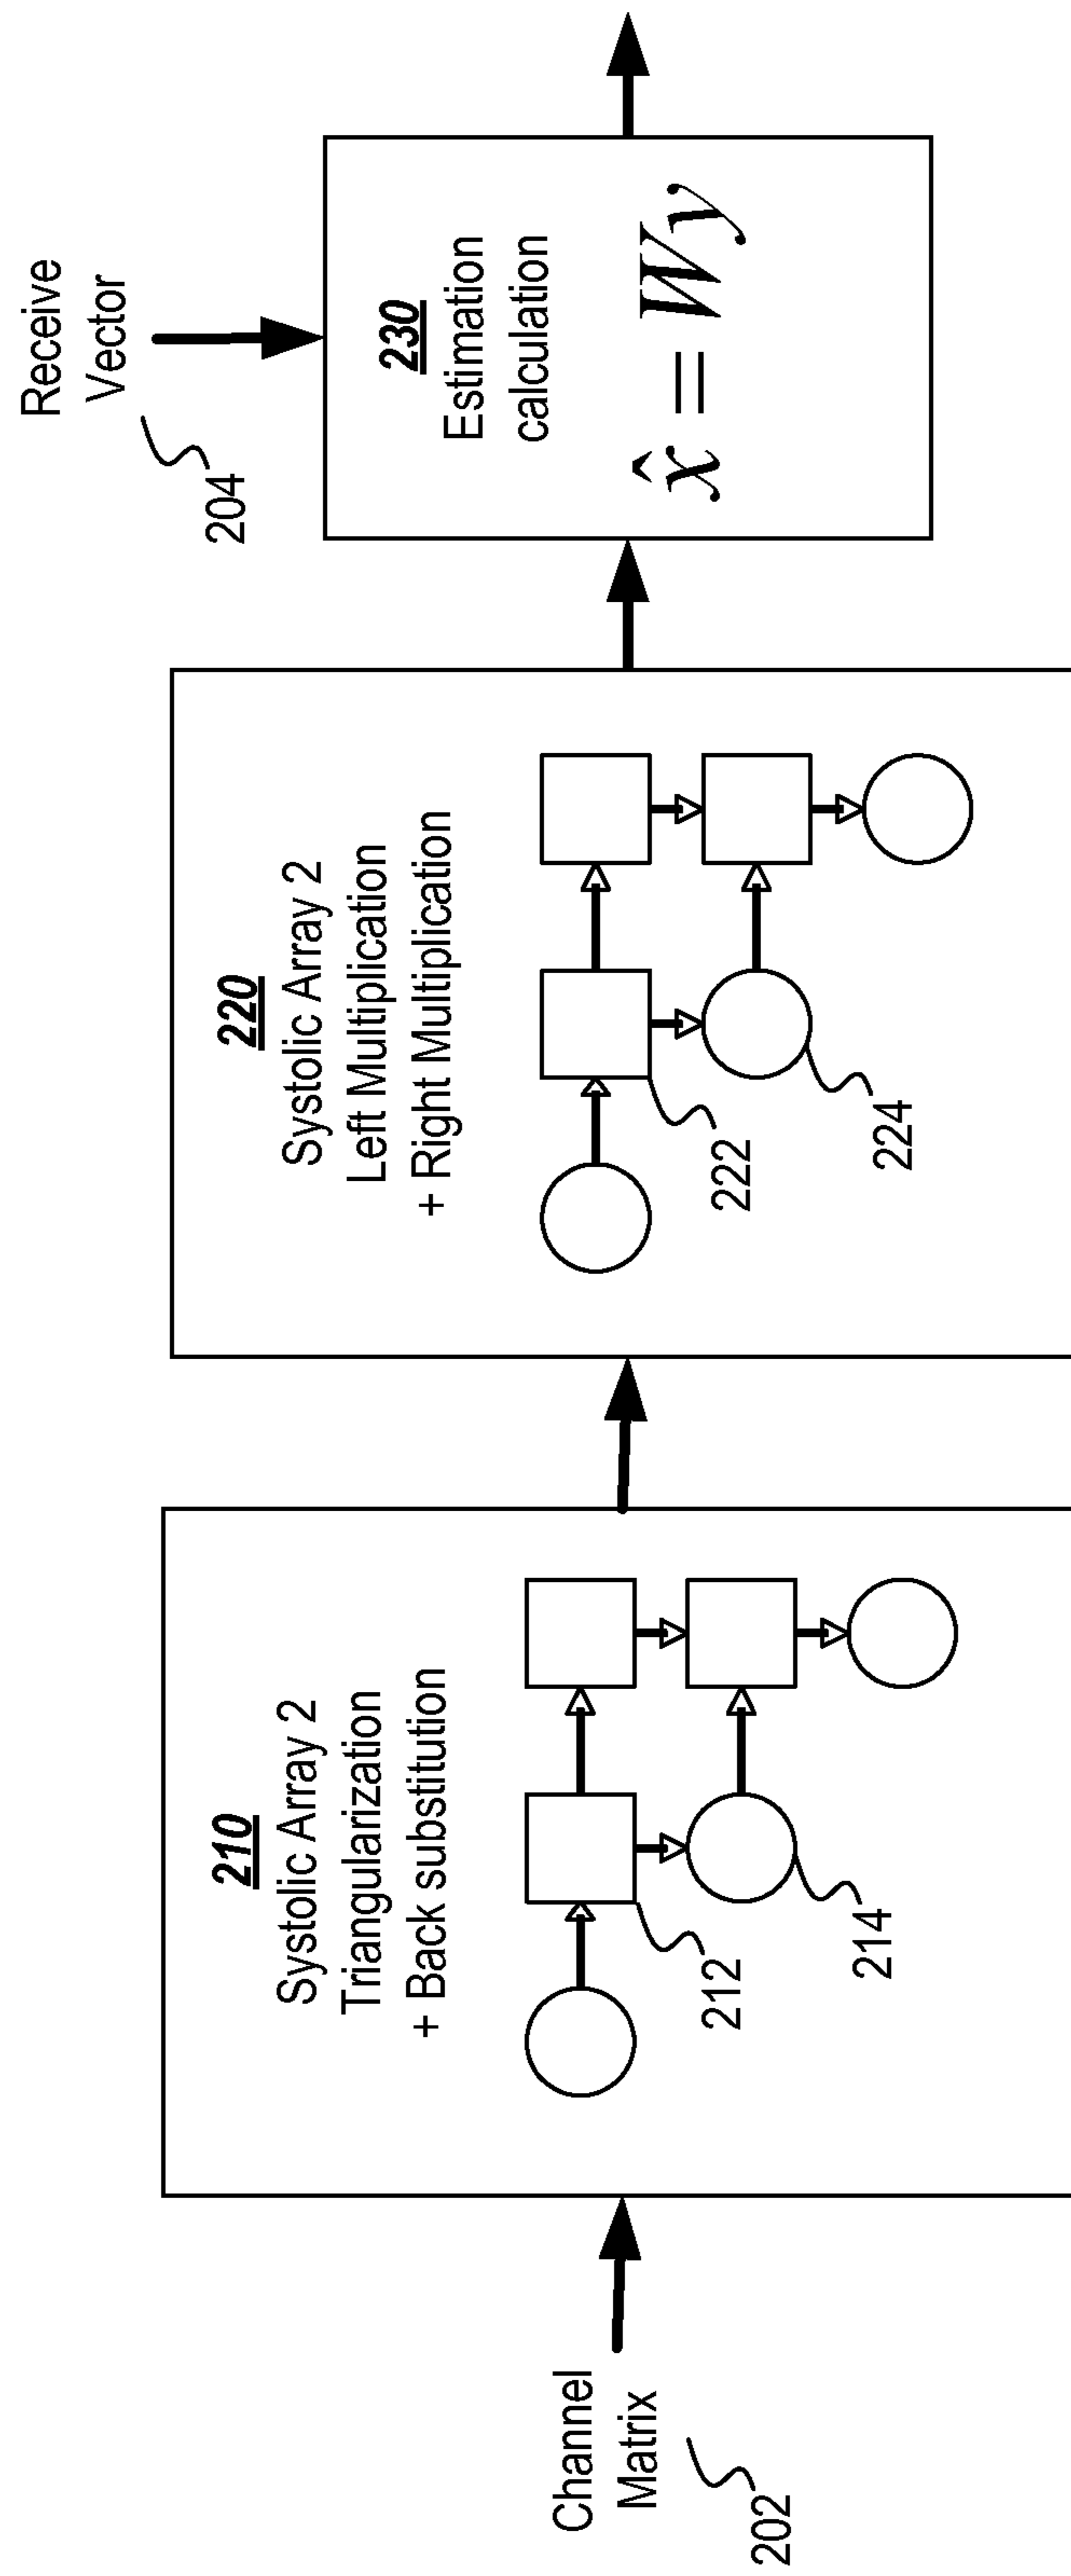 Channel
Matrix
202
210
Systolic Array 2
Triangularization
+ Back substitution
212
214
220
Systolic Array 2
Left Multiplication
+ Right Multiplication
222
224
Receive
Vector
204
230
Estimation
calculation
x̂ = Wy